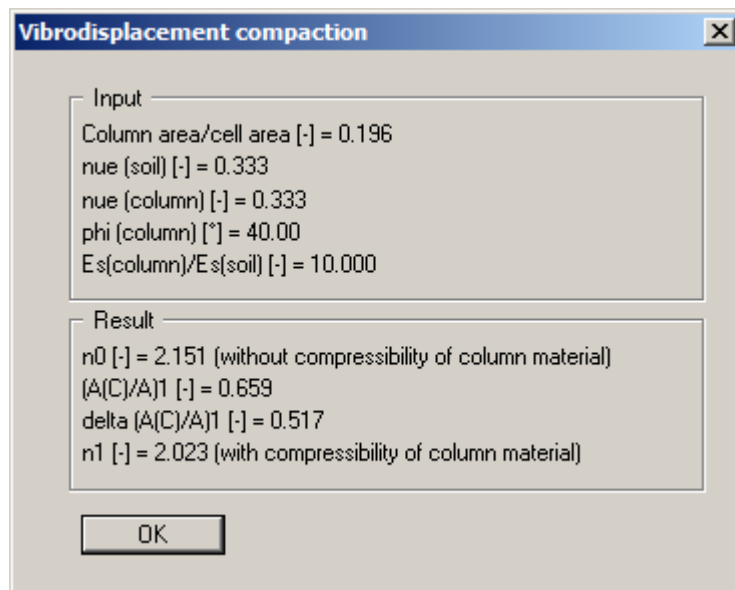 Vibrodisplacement compaction
Input
Column area/cell area [-] = 0.196
nue (soil) [-] = 0.333
nue (column) [-] = 0.333
phi (column) [°] = 40.00
Es(column)/Es(soil) [-] = 10.000
Result
n0 [-] = 2.151 (without compressibility of column material)
(A(C)/A)1 [-] = 0.659
delta (A(C)/A)1 [-] = 0.517
n1 [-] = 2.023 (with compressibility of column material)
OK